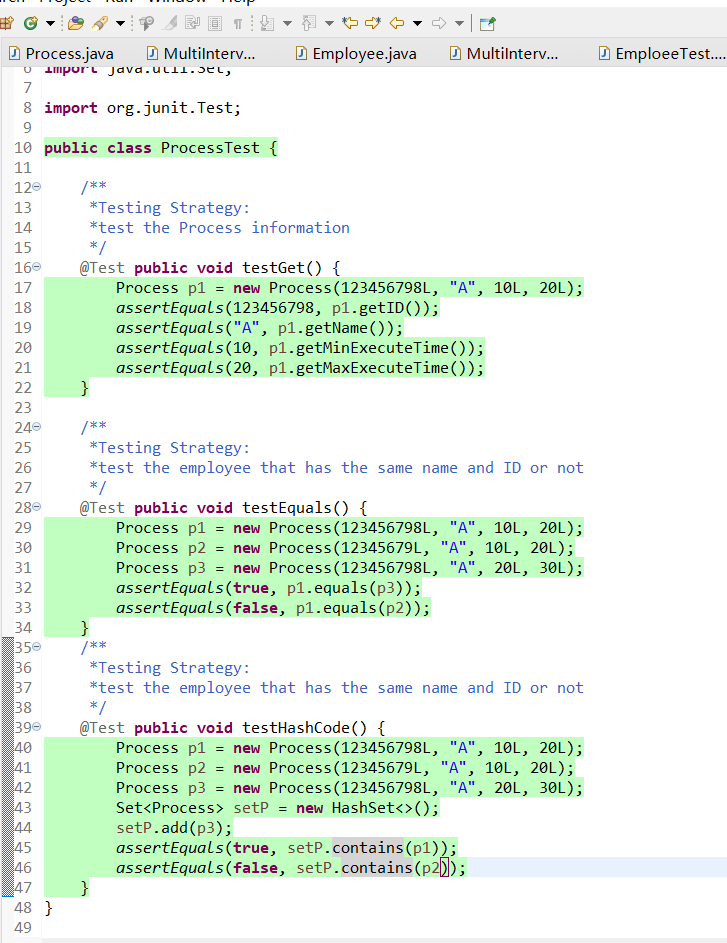 Process.java MultiInterv... Employee.java MultiInterv... EmploeeTest....
6 import java.util.Set;
7
8 import org.junit.Test;
9
10 public class ProcessTest {
11
12 /**
13 *Testing Strategy:
14 *test the Process information
15 */
16 @Test public void testGet() {
17 Process p1 = new Process(123456798L, "A", 10L, 20L);
18 assertEquals(123456798, p1.getID());
19 assertEquals("A", p1.getName());
20 assertEquals(10, p1.getMinExecuteTime());
21 assertEquals(20, p1.getMaxExecuteTime());
22 }
23
24 /**
25 *Testing Strategy:
26 *test the employee that has the same name and ID or not
27 */
28 @Test public void testEquals() {
29 Process p1 = new Process(123456798L, "A", 10L, 20L);
30 Process p2 = new Process(12345679L, "A", 10L, 20L);
31 Process p3 = new Process(123456798L, "A", 20L, 30L);
32 assertEquals(true, p1.equals(p3));
33 assertEquals(false, p1.equals(p2));
34 }
35 /**
36 *Testing Strategy:
37 *test the employee that has the same name and ID or not
38 */
39 @Test public void testHashCode() {
40 Process p1 = new Process(123456798L, "A", 10L, 20L);
41 Process p2 = new Process(12345679L, "A", 10L, 20L);
42 Process p3 = new Process(123456798L, "A", 20L, 30L);
43 Set<Process> setP = new HashSet<>();
44 setP.add(p3);
45 assertEquals(true, setP.contains(p1));
46 assertEquals(false, setP.contains(p2));
47 }
48 }
49